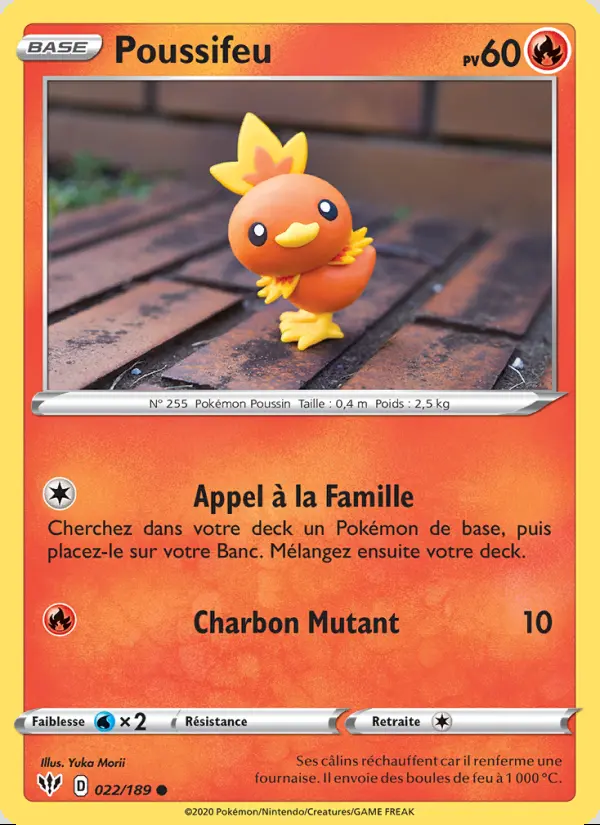 BASE
Poussifeu
PV60
N° 255 Pokémon Poussin Taille : 0,4 m Poids : 2,5 kg
Appel à la Famille
Cherchez dans votre deck un Pokémon de base, puis
placez-le sur votre Banc. Mélangez ensuite votre deck.
Charbon Mutant 10
Faiblesse ×2 Résistance Retraite
Illus. Yuka Morii
Ses câlins réchauffent car il renferme une
fournaise. Il envoie des boules de feu à 1 000 °C.
D 022/189
©2020 Pokémon/Nintendo/Creatures/GAME FREAK